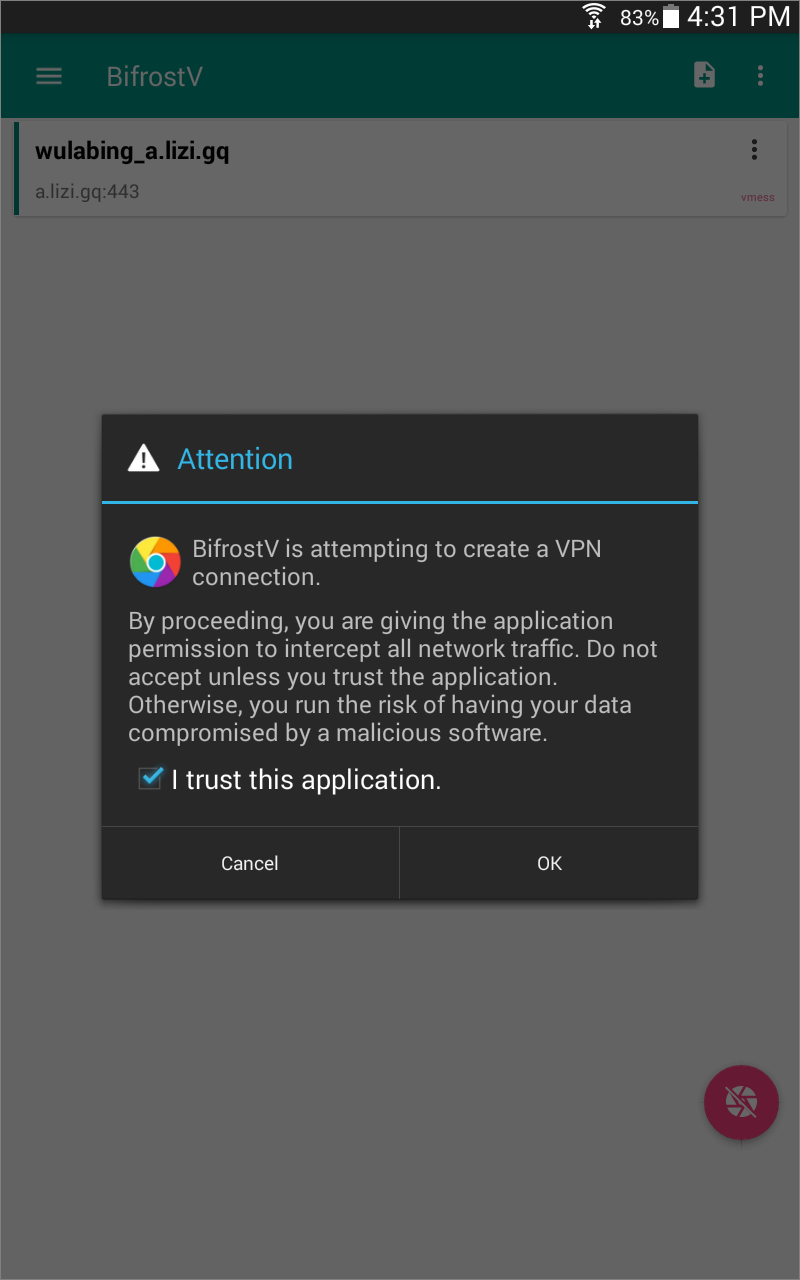 83% 4:31 PM
BifrostV
wulabing_a.lizi.gq
a.lizi.gq:443
vmess
Attention
BifrostV is attempting to create a VPN
connection.
By proceeding, you are giving the application
permission to intercept all network traffic. Do not
accept unless you trust the application.
Otherwise, you run the risk of having your data
compromised by a malicious software.
I trust this application.
Cancel OK